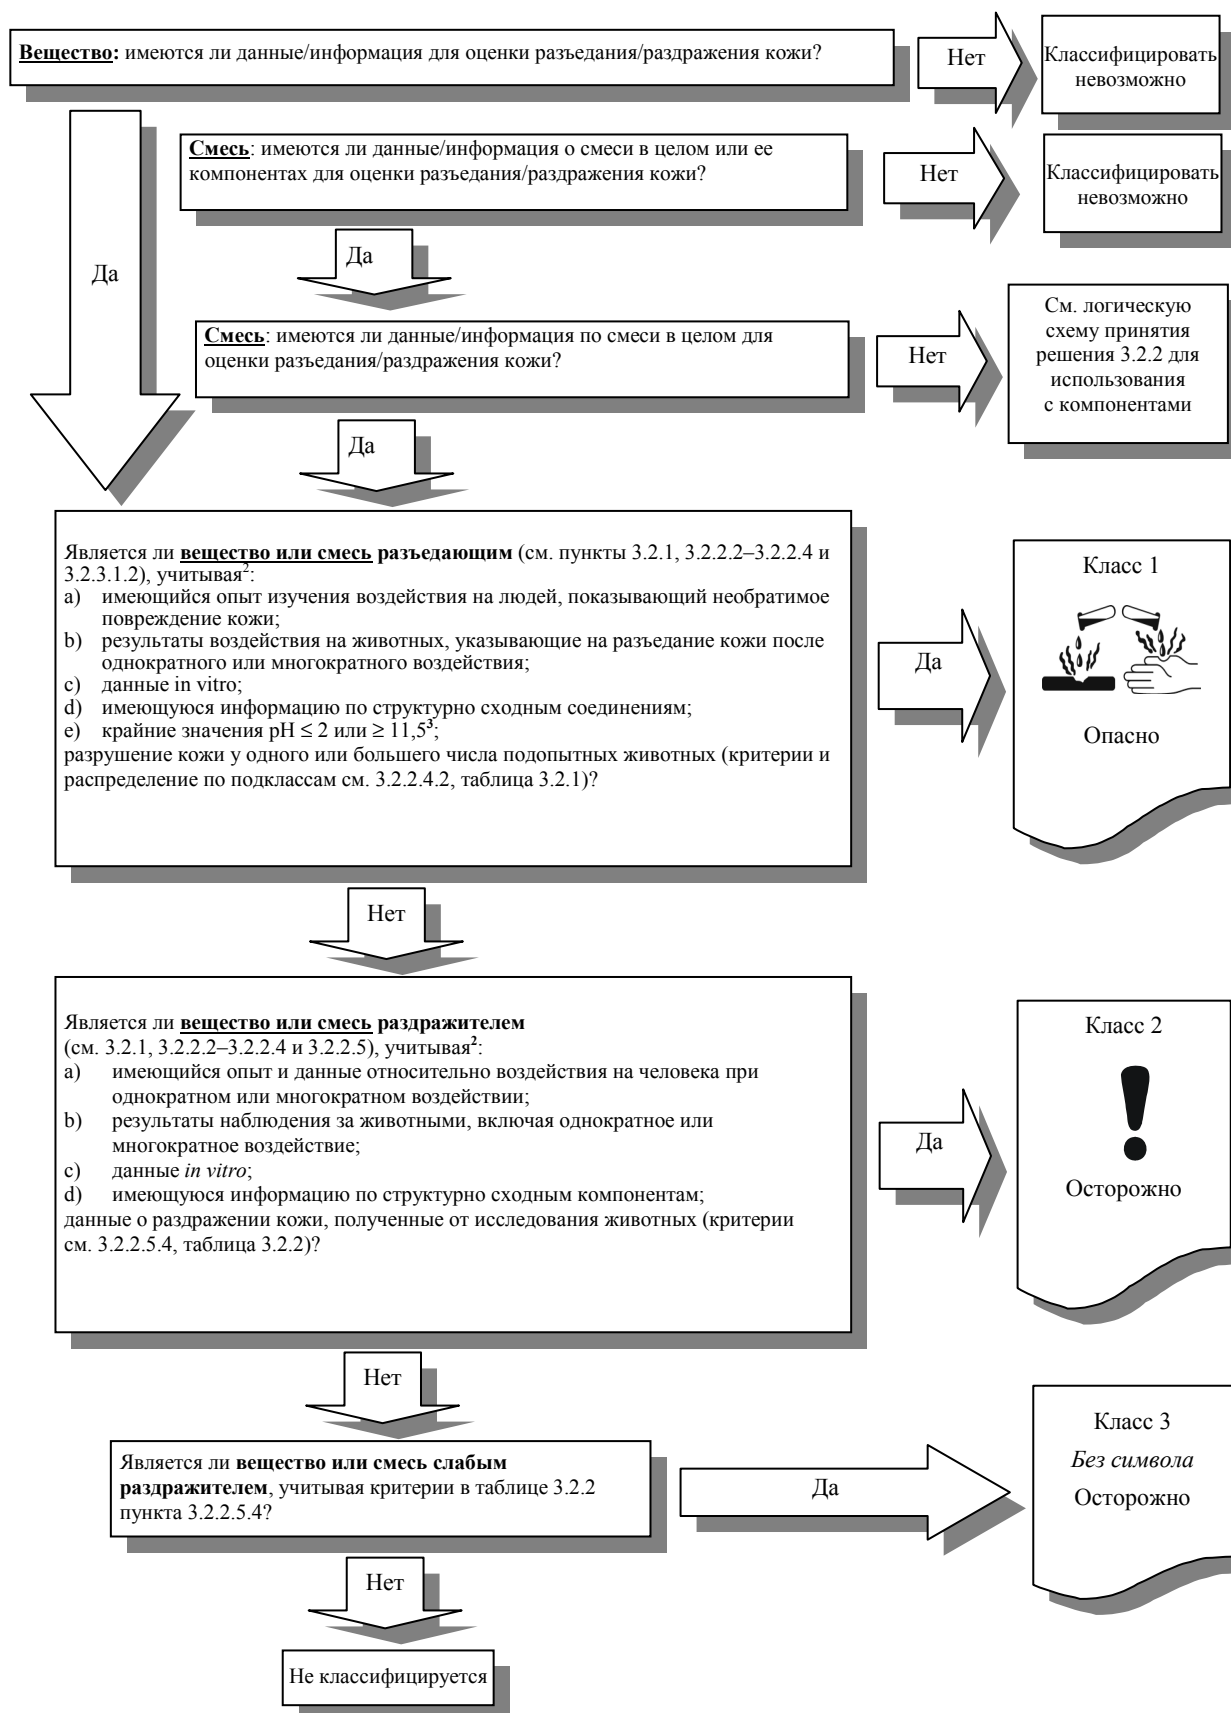 Вещество: имеются ли данные/информация для оценки разъедания/раздражения кожи?
Нет
Классифицировать
невозможно
Смесь: имеются ли данные/информация о смеси в целом или ее
компонентах для оценки разъедания/раздражения кожи?
Нет
Классифицировать
невозможно
Да
Да
Смесь: имеются ли данные/информация по смеси в целом для
оценки разъедания/раздражения кожи?
Нет
См. логическую
схему принятия
решения 3.2.2 для
использования
с компонентами
Да
Является ли вещество или смесь разъедающим (см. пункты 3.2.1, 3.2.2.2–3.2.2.4 и
3.2.3.1.2), учитывая²:
a) имеющийся опыт изучения воздействия на людей, показывающий необратимое
повреждение кожи;
b) результаты воздействия на животных, указывающие на разъедание кожи после
однократного или многократного воздействия;
c) данные in vitro;
d) имеющуюся информацию по структурно сходным соединениям;
e) крайние значения pH ≤ 2 или ≥ 11,5³;
разрушение кожи у одного или большего числа подопытных животных (критерии и
распределение по подклассам см. 3.2.2.4.2, таблица 3.2.1)?
Да
Класс 1
Опасно
Нет
Является ли вещество или смесь раздражителем
(см. 3.2.1, 3.2.2.2–3.2.2.4 и 3.2.2.5), учитывая²:
a) имеющийся опыт и данные относительно воздействия на человека при
однократном или многократном воздействии;
b) результаты наблюдения за животными, включая однократное или
многократное воздействие;
c) данные in vitro;
d) имеющуюся информацию по структурно сходным компонентам;
данные о раздражении кожи, полученные от исследования животных (критерии
см. 3.2.2.5.4, таблица 3.2.2)?
Да
Класс 2
Осторожно
Нет
Является ли вещество или смесь слабым
раздражителем, учитывая критерии в таблице 3.2.2
пункта 3.2.2.5.4?
Да
Класс 3
Без символа
Осторожно
Нет
Не классифицируется